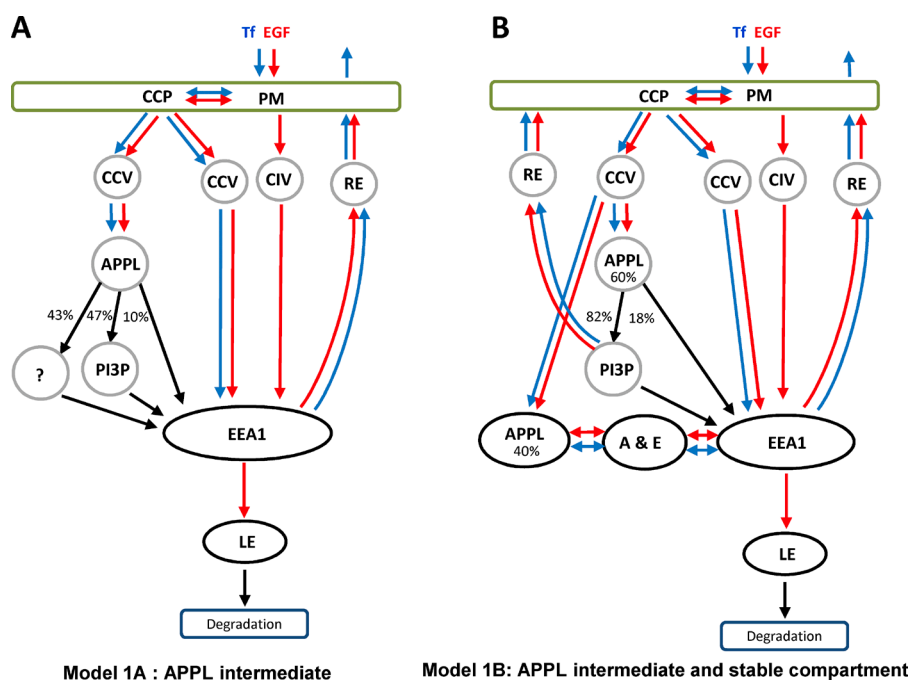 A
Tf EGF
CCP PM
CCV CCV CIV RE
APPL
43% 47% 10%
? PI3P
EEA1
LE
Degradation
Model 1A : APPL intermediate
B
Tf EGF
CCP PM
RE CCV CCV CIV RE
APPL
60%
82% 18%
PI3P
APPL
40%
A & E
EEA1
LE
Degradation
Model 1B: APPL intermediate and stable compartment